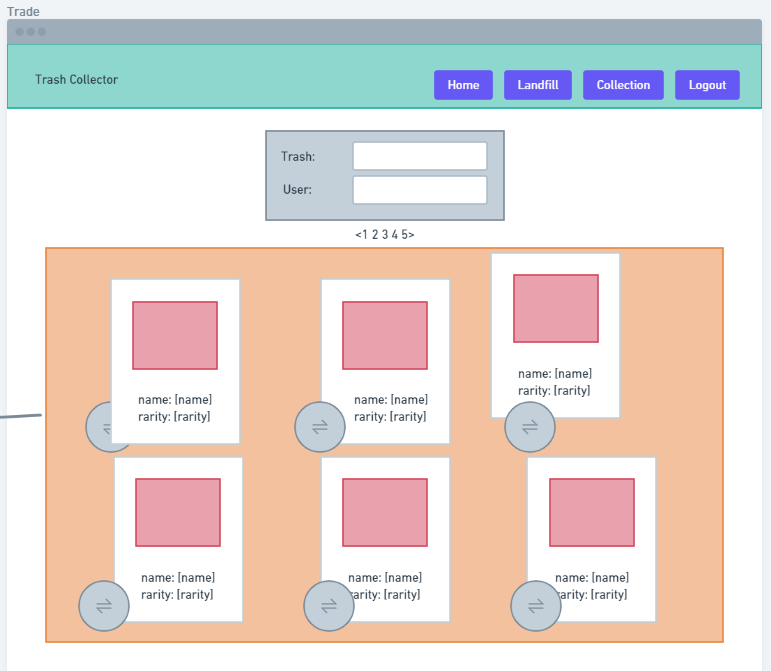 Trade
Trash Collector
Home Landfill Collection Logout
Trash:
User:
<1 2 3 4 5>
name: [name]
rarity: [rarity]
name: [name]
rarity: [rarity]
name: [name]
rarity: [rarity]
name: [name]
rarity: [rarity]
name: [name]
rarity: [rarity]
name: [name]
rarity: [rarity]